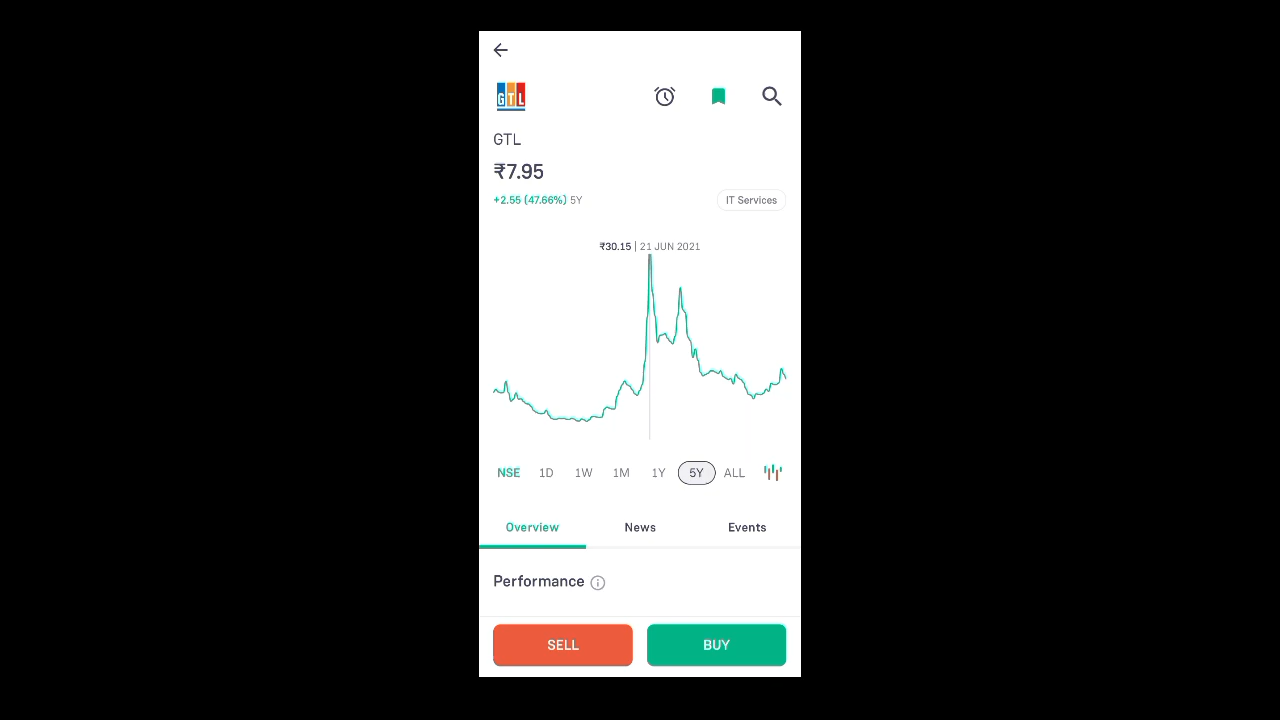 GTL
GTL
₹7.95
+2.55 (47.66%) 5Y
IT Services
₹30.15 | 21 JUN 2021
NSE 1D 1W 1M 1Y 5Y ALL
Overview News Events
Performance
SELL BUY